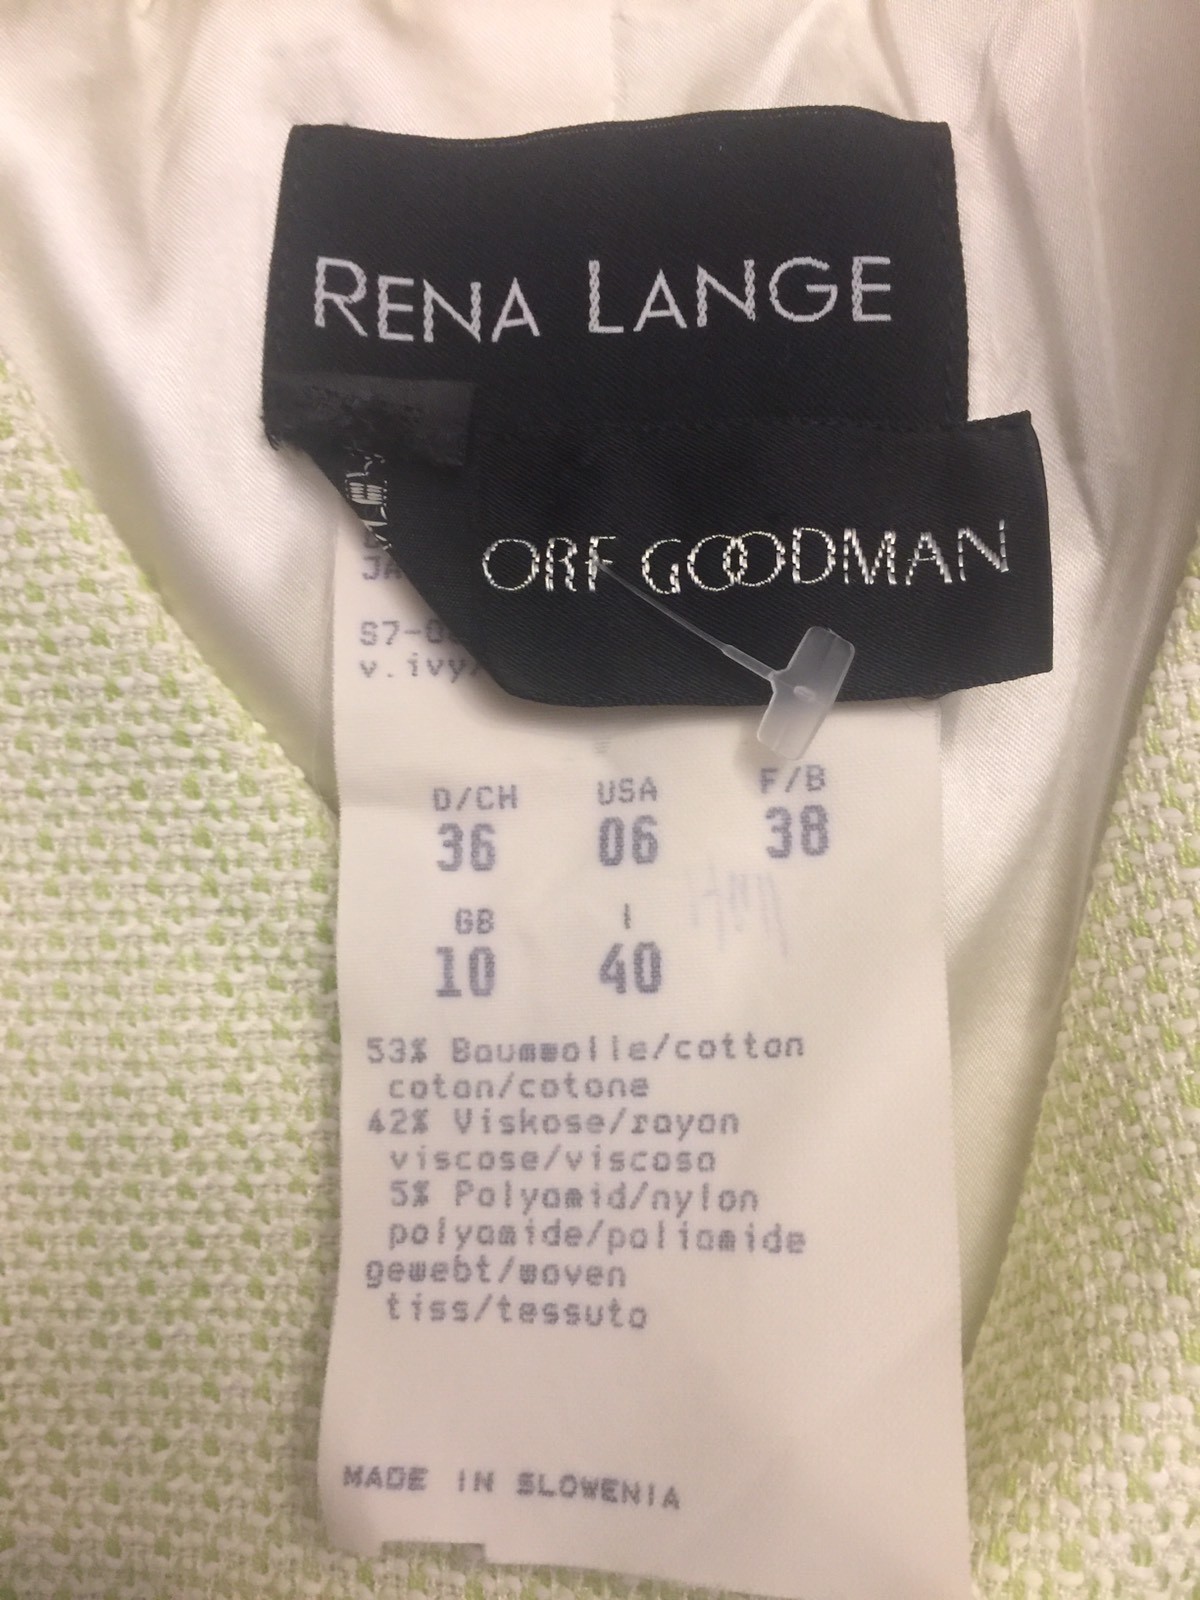 RENA LANGE
ORF GOODMAN
D/CH USA F/B
36 06 38
GB I
10 40
53% Baumwolle/cotton
coton/cotone
42% Viskose/rayon
viscose/viscosa
5% Polyamid/nylon
polyamide/poliamide
gewebt/woven
tiss/tessuto
MADE IN SLOWENIA